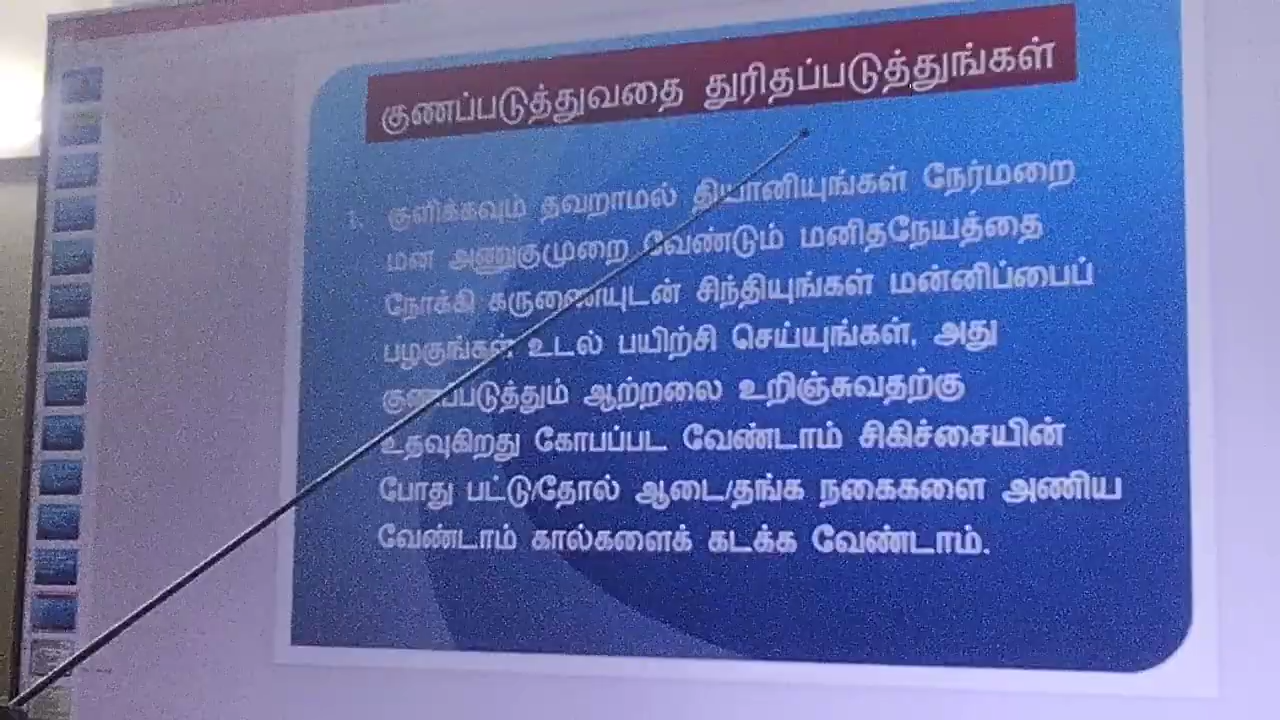 குணப்படுத்துவதை துரிதப்படுத்துங்கள்
1. குளிக்கவும் தவறாமல் தியானியுங்கள் நேர்மறை
மன அணுகுமுறை வேண்டும் மனிதநேயத்தை
நோக்கி கருணையுடன் சிந்தியுங்கள் மன்னிப்பைப்
பழகுங்கள் உடல் பயிற்சி செய்யுங்கள், அது
குணப்படுத்தும் ஆற்றலை உறிஞ்சுவதற்கு
உதவுகிறது கோபப்பட வேண்டாம் சிகிச்சையின்
போது பட்டு/தோல் ஆடை/தங்க நகைகளை அணிய
வேண்டாம் கால்களைக் கடக்க வேண்டாம்.